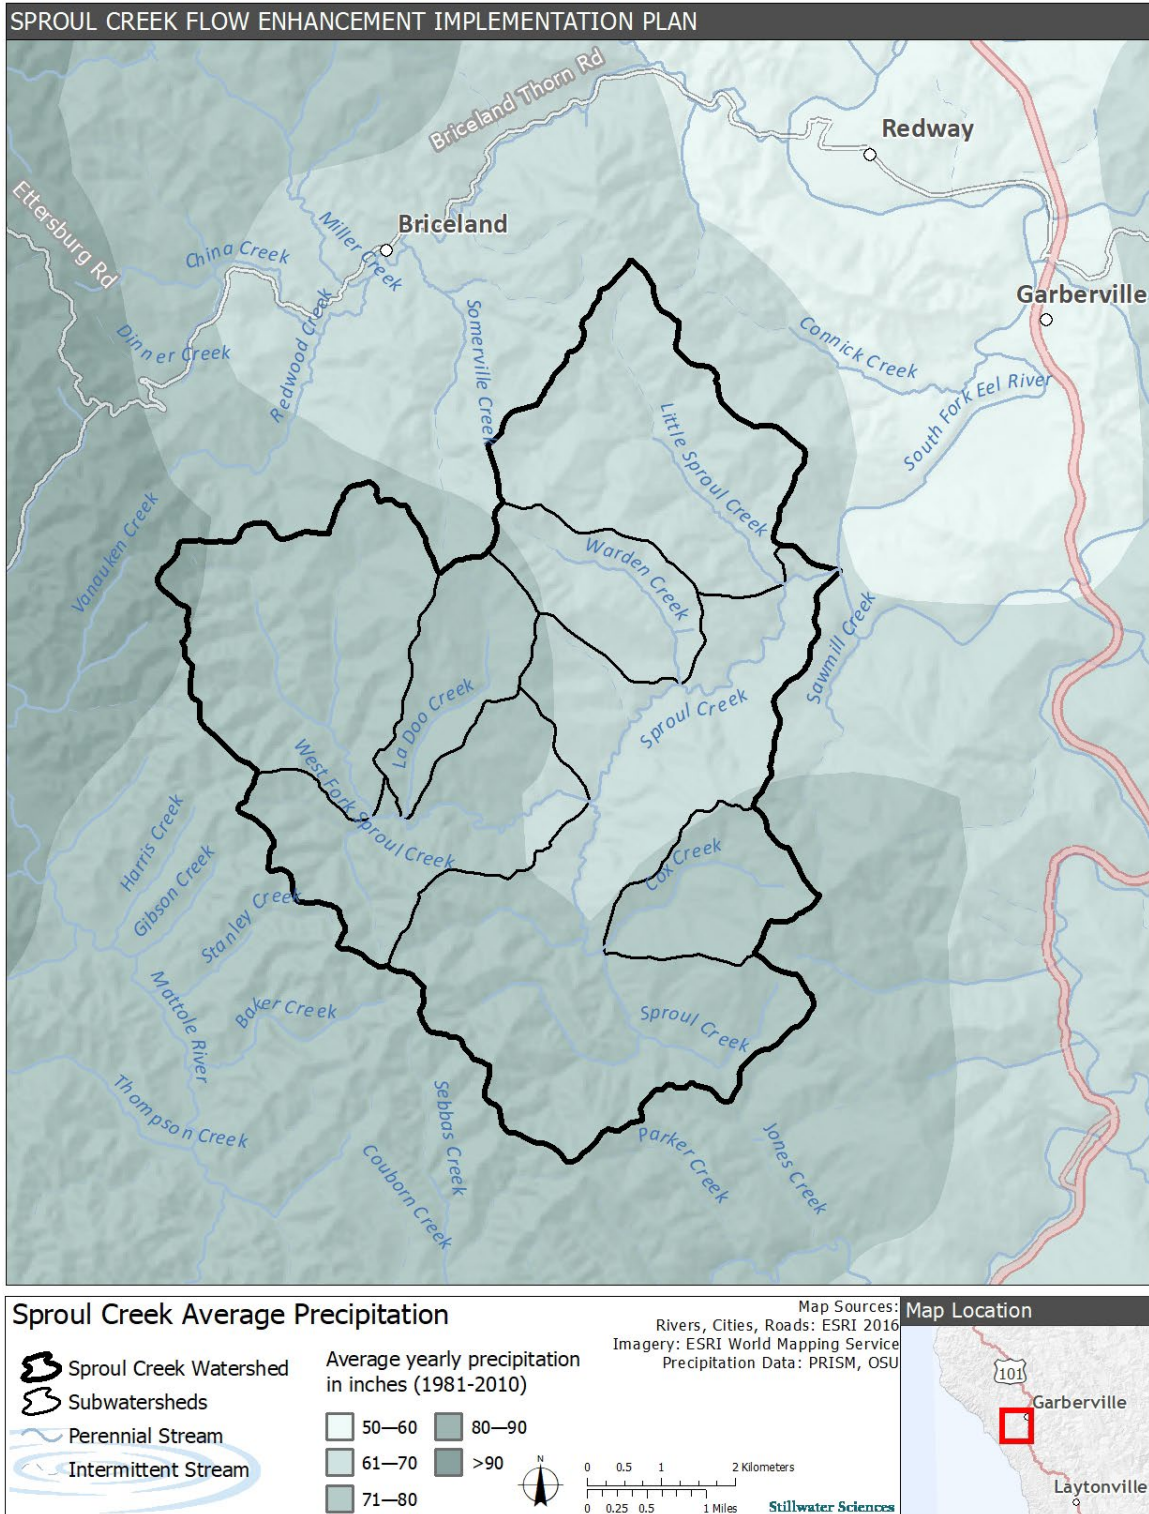 SPROUL CREEK FLOW ENHANCEMENT IMPLEMENTATION PLAN
Briceland Thorn Rd
Redway
Ettersburg Rd
Briceland
Miller Creek
China Creek
Garberville
Dinner Creek
Redwood Creek
Somerville Creek
Connick Creek
South Fork Eel River
Little Sproul Creek
Vanauken Creek
Warden Creek
Sawmill Creek
La Doo Creek
Sproul Creek
West Fork Sproul Creek
Harris Creek
Gibson Creek
Cox Creek
Stanley Creek
Mattole River
Baker Creek
Sproul Creek
Thompson Creek
Sebbas Creek
Couborn Creek
Parker Creek
Jones Creek
Sproul Creek Average Precipitation
Sproul Creek Watershed
Subwatersheds
Perennial Stream
Intermittent Stream
Average yearly precipitation
in inches (1981-2010)
50—60
61—70
71—80
80—90
>90
N
0 0.5 1 2 Kilometers
0 0.25 0.5 1 Miles
Map Sources:
Rivers, Cities, Roads: ESRI 2016
Imagery: ESRI World Mapping Service
Precipitation Data: PRISM, OSU
Stillwater Sciences
Map Location
101
Garberville
Laytonville